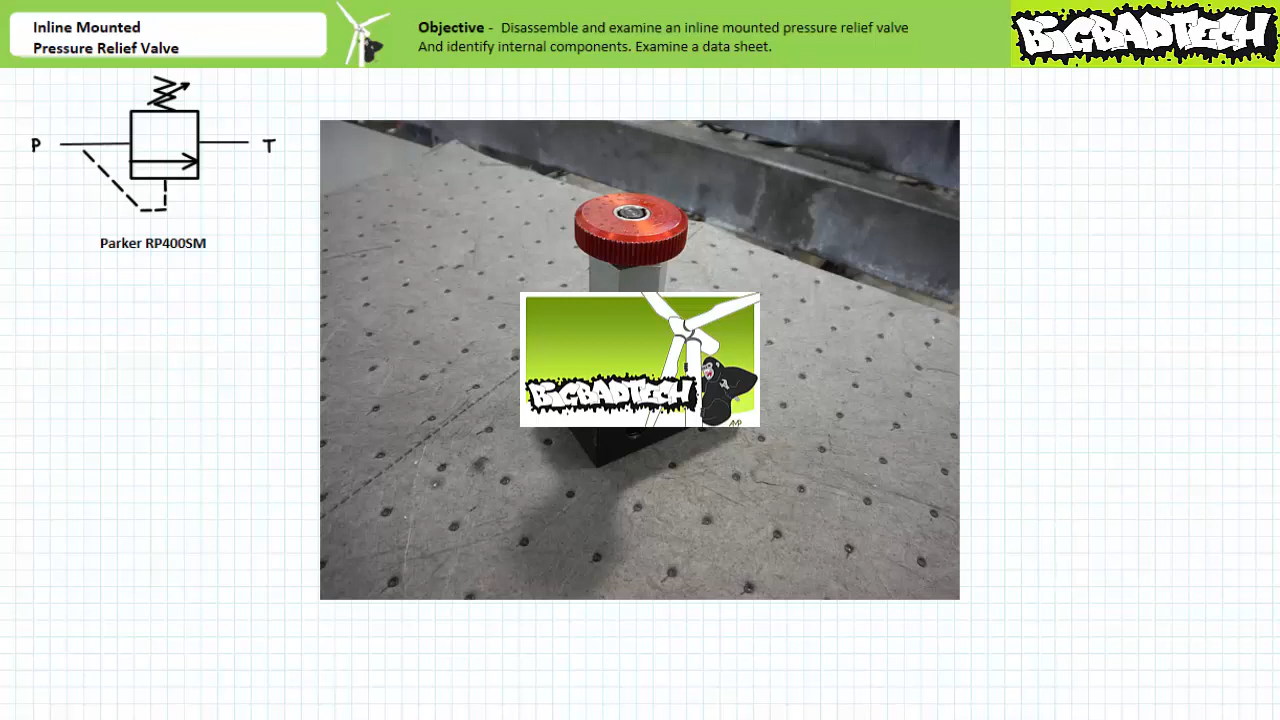 Inline Mounted
Pressure Relief Valve
Objective - Disassemble and examine an inline mounted pressure relief valve
And identify internal components. Examine a data sheet.
BIGBADTECH
P
T
Parker RP400SM
BIGBADTECH